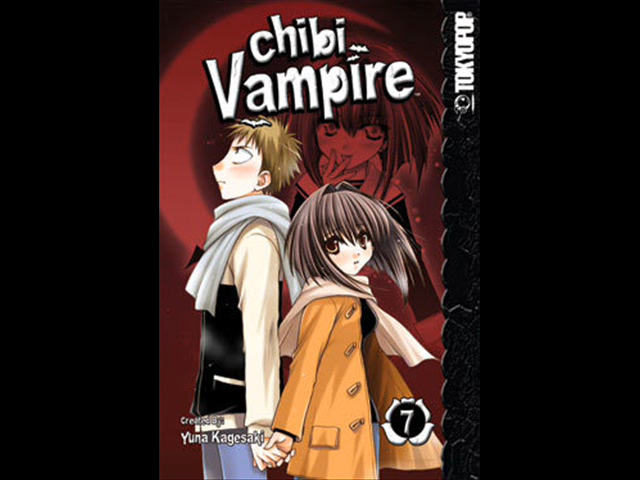 chibi
Vampire
TOKYOPOP
Created By:
Yuna Kagesaki
7